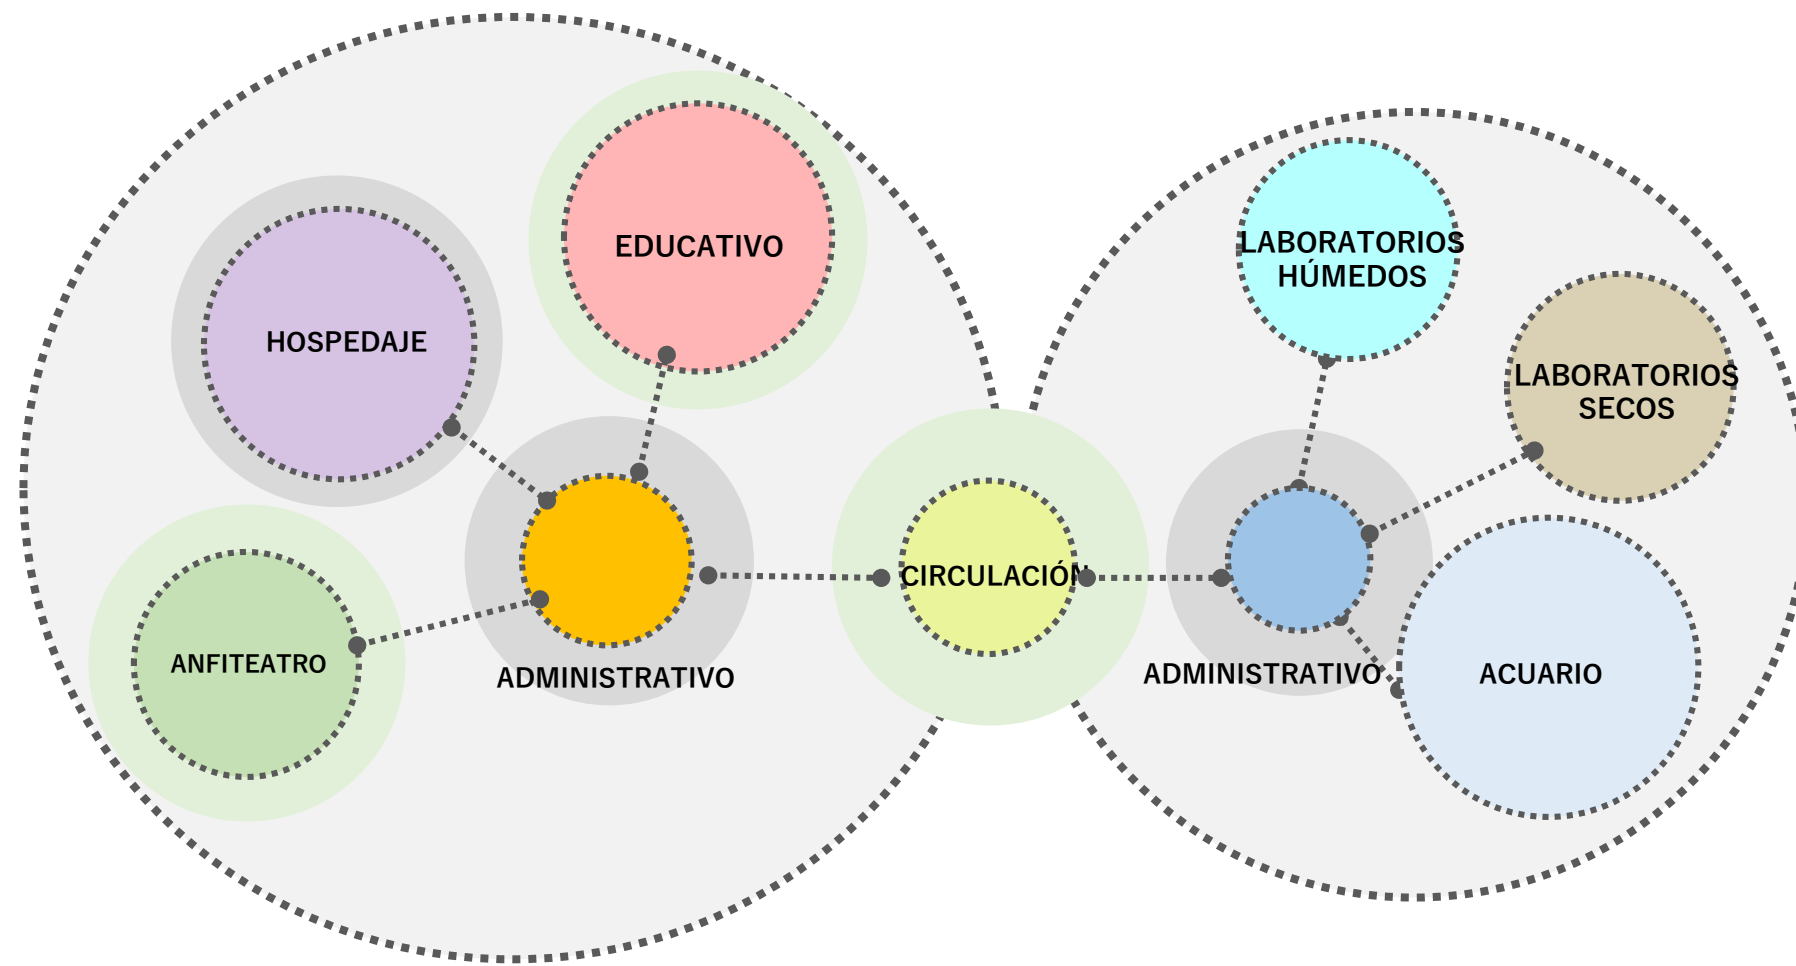 EDUCATIVO
HOSPEDAJE
ANFITEATRO
ADMINISTRATIVO
CIRCULACIÓN
LABORATORIOS
HÚMEDOS
LABORATORIOS
SECOS
ADMINISTRATIVO
ACUARIO